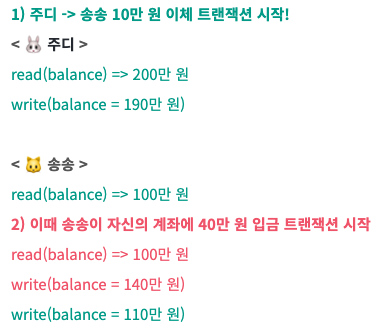 1) 주디 -> 송송 10만 원 이체 트랜잭션 시작!
< 🐰 주디 >
read(balance) => 200만 원
write(balance = 190만 원)
< 🐱 송송 >
read(balance) => 100만 원
2) 이때 송송이 자신의 계좌에 40만 원 입금 트랜잭션 시작
read(balance) => 100만 원
write(balance = 140만 원)
write(balance = 110만 원)